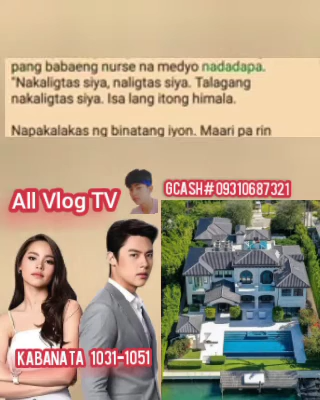 pang babaeng nurse na medyo nadadapa.
"Nakaligtas siya, naligtas siya. Talagang
nakaligtas siya. Isa lang itong himala.
Napakalakas ng binatang iyon. Maari pa rin
All Vlog TV
GCASH# 09310687321
KABANATA 1031-1051